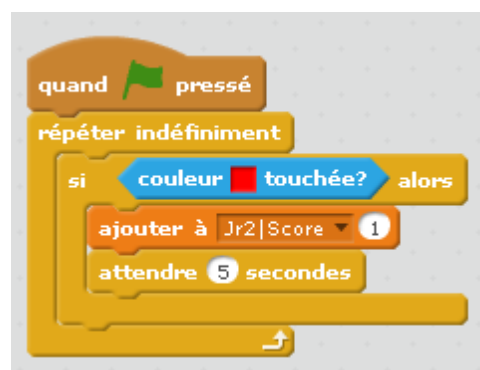 quand pressé
répéter indéfiniment
si couleur touchée? alors
ajouter à Jr2|Score 1
attendre 5 secondes